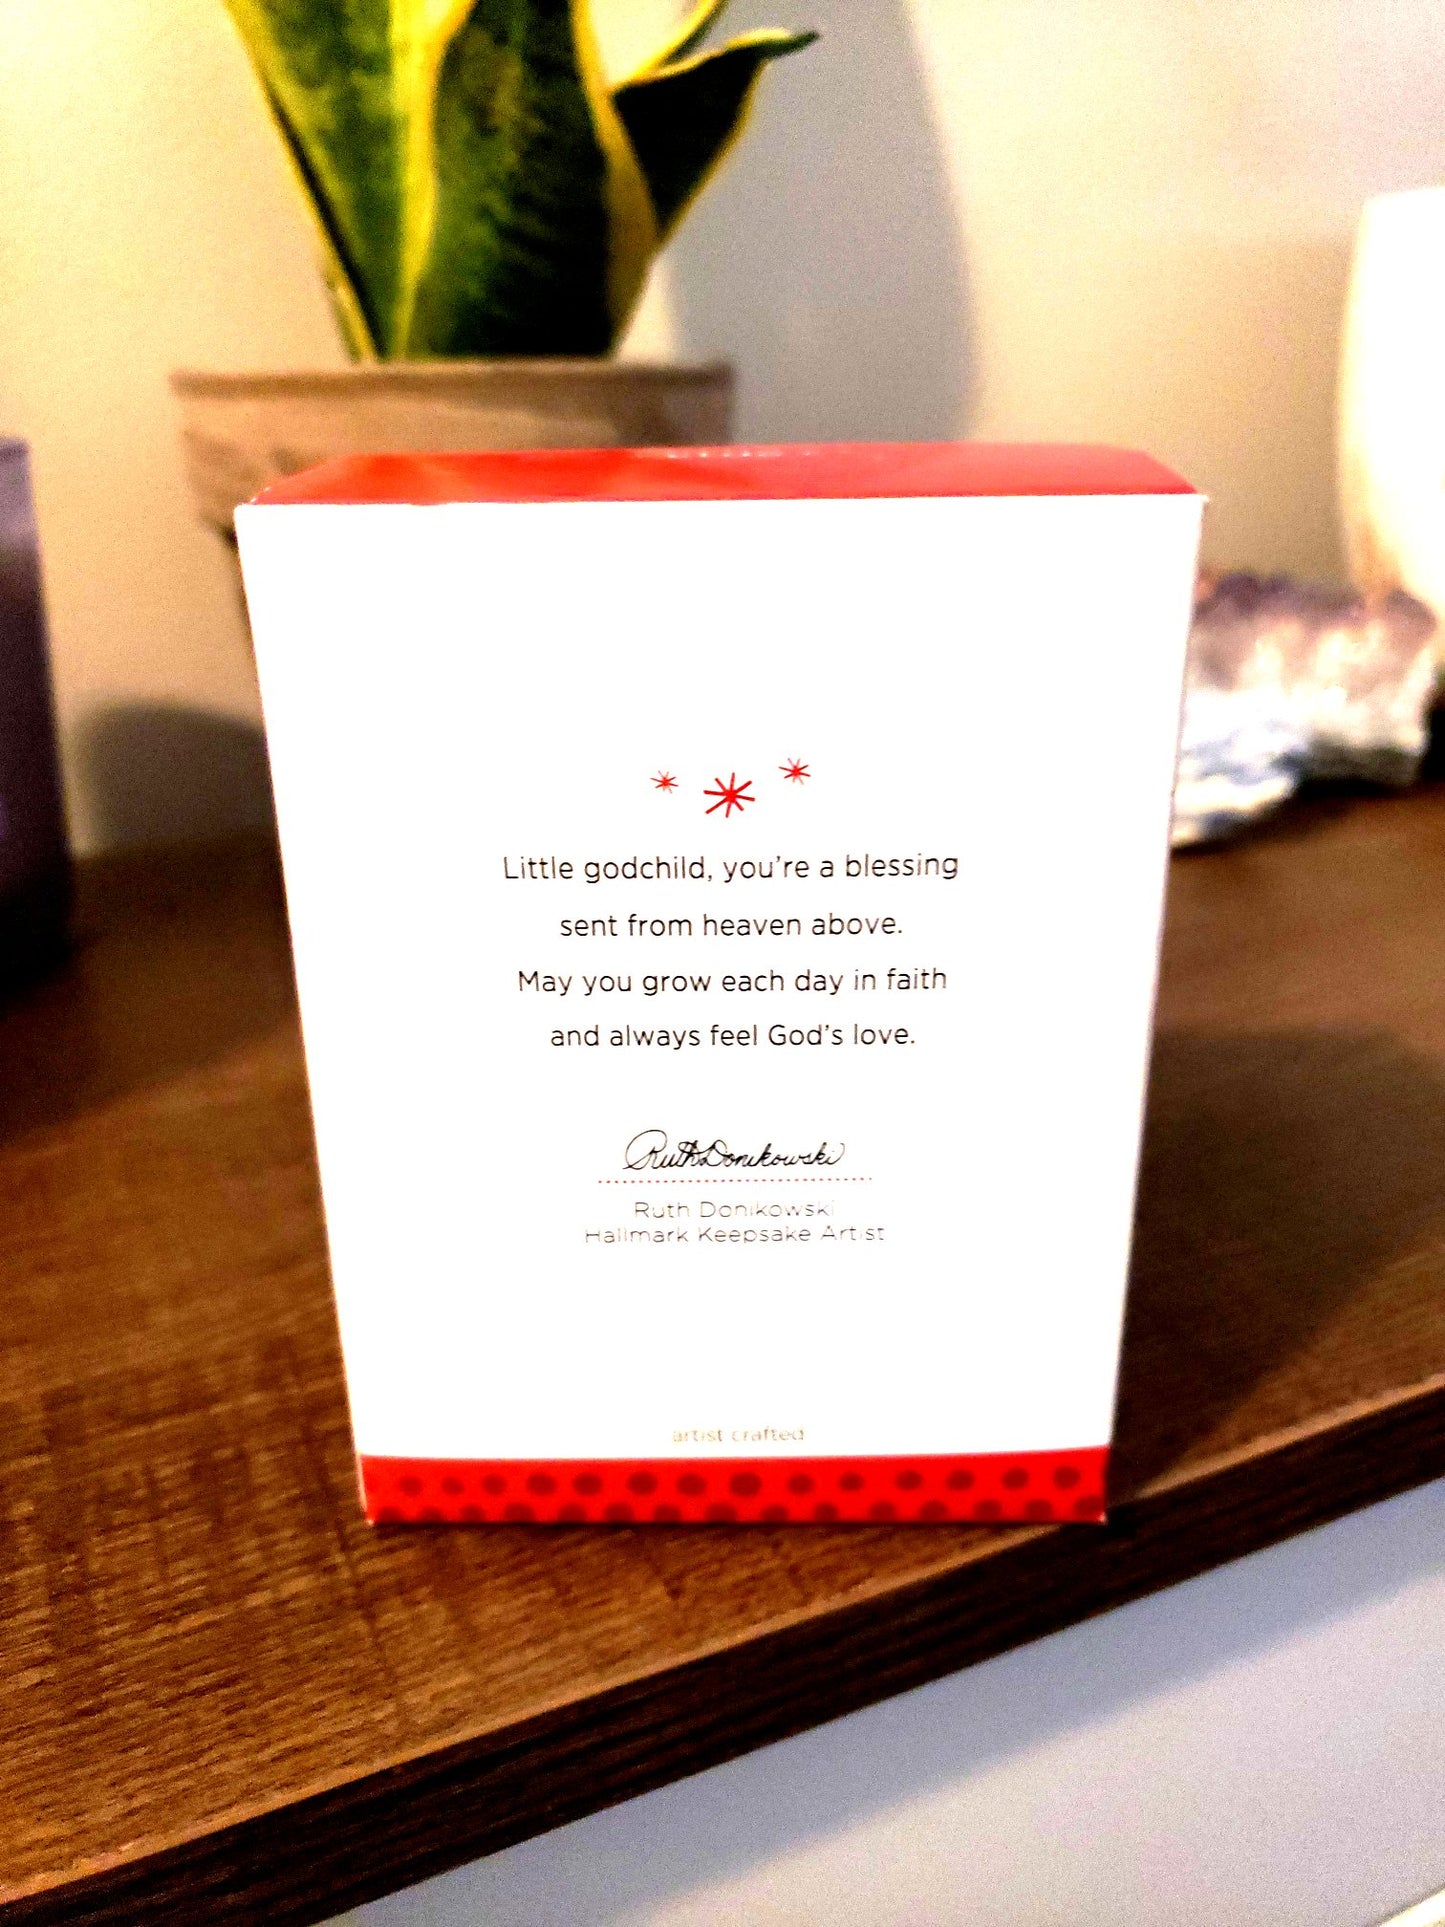 Little godchild, you're a blessing
sent from heaven above.
May you grow each day in faith
and always feel God's love.
Ruth Donikowski
Ruth Donikowski
Hallmark Keepsake Artist
artist crafted